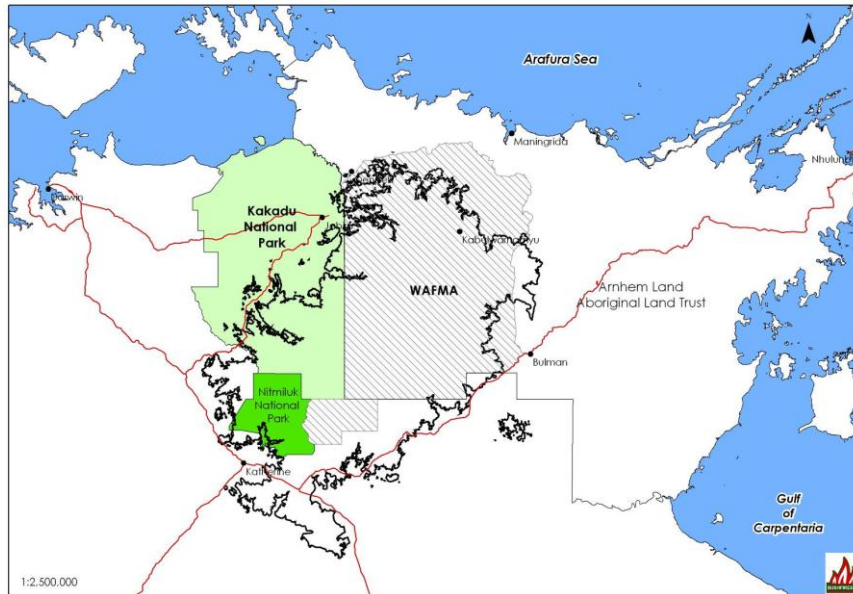 N
Arafura Sea
Maningrida
Nhulunbuy
Darwin
Kakadu
National
Park
WAFMA
Arnhem Land
Aboriginal Land Trust
Bulman
Nitmiluk
National
Park
Katherine
Gulf
of
Carpentaria
1:2,500,000